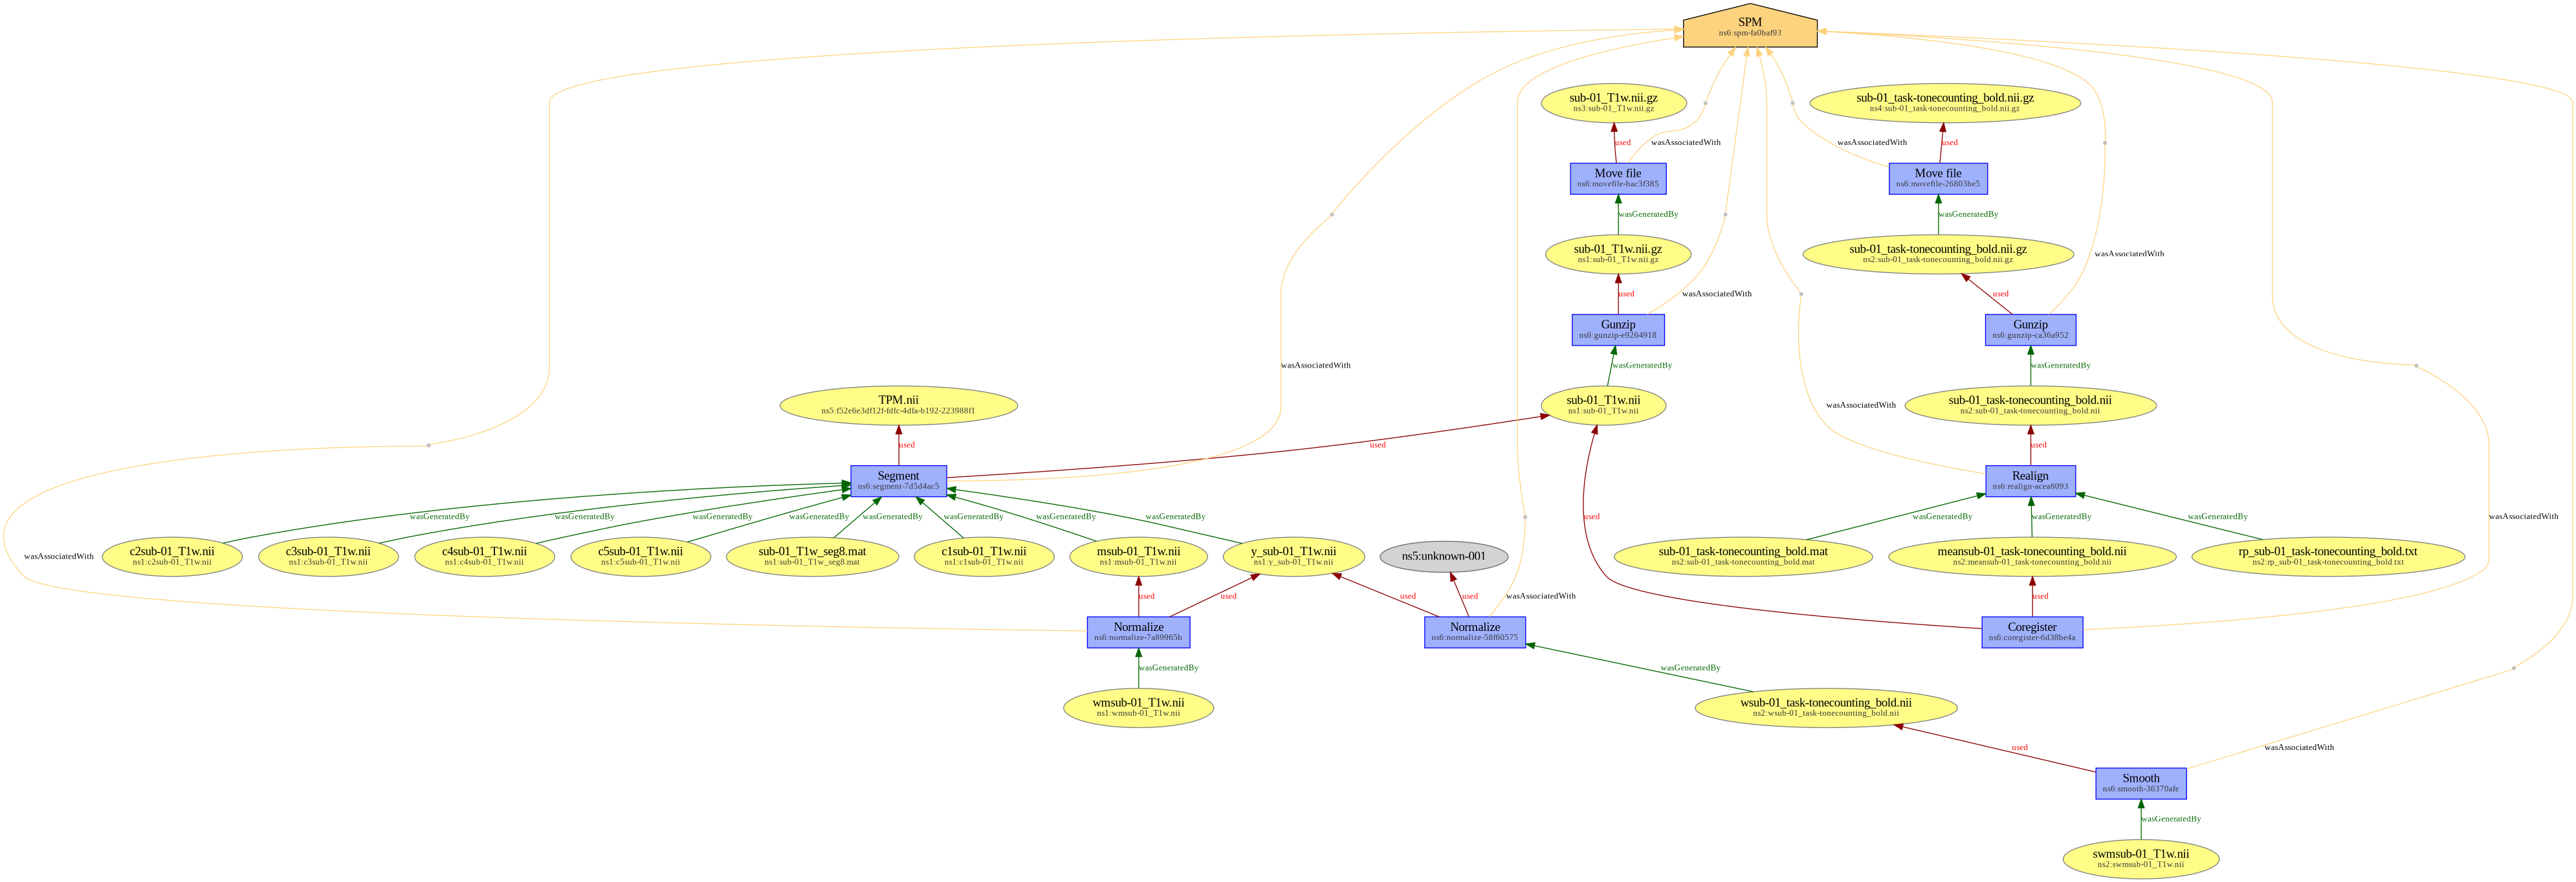 SPM
ns6:spm-fa0baf93
sub-01_T1w.nii.gz
ns3:sub-01_T1w.nii.gz
sub-01_task-tonecounting_bold.nii.gz
ns4:sub-01_task-tonecounting_bold.nii.gz
used
wasAssociatedWith
wasAssociatedWith
used
Move file
ns6:movefile-bac3f385
Move file
ns6:movefile-26803be5
wasGeneratedBy
wasGeneratedBy
sub-01_T1w.nii.gz
ns1:sub-01_T1w.nii.gz
sub-01_task-tonecounting_bold.nii.gz
ns2:sub-01_task-tonecounting_bold.nii.gz
wasAssociatedWith
used
wasAssociatedWith
used
Gunzip
ns6:gunzip-e9264918
Gunzip
ns6:gunzip-ca36a952
wasAssociatedWith
wasGeneratedBy
wasGeneratedBy
TPM.nii
ns5:f52e6e3df12f-fdfc-4dfa-b192-223988f1
sub-01_T1w.nii
ns1:sub-01_T1w.nii
wasAssociatedWith
sub-01_task-tonecounting_bold.nii
ns2:sub-01_task-tonecounting_bold.nii
used
used
used
Segment
ns6:segment-7d5d4ac5
Realign
ns6:realign-acea8093
wasGeneratedBy
wasGeneratedBy
wasGeneratedBy
wasGeneratedBy
wasGeneratedBy
wasGeneratedBy
wasGeneratedBy
wasGeneratedBy
used
wasGeneratedBy
wasGeneratedBy
wasGeneratedBy
wasAssociatedWith
wasAssociatedWith
c2sub-01_T1w.nii
ns1:c2sub-01_T1w.nii
c3sub-01_T1w.nii
ns1:c3sub-01_T1w.nii
c4sub-01_T1w.nii
ns1:c4sub-01_T1w.nii
c5sub-01_T1w.nii
ns1:c5sub-01_T1w.nii
sub-01_T1w_seg8.mat
ns1:sub-01_T1w_seg8.mat
c1sub-01_T1w.nii
ns1:c1sub-01_T1w.nii
msub-01_T1w.nii
ns1:msub-01_T1w.nii
y_sub-01_T1w.nii
ns1:y_sub-01_T1w.nii
ns5:unknown-001
sub-01_task-tonecounting_bold.mat
ns2:sub-01_task-tonecounting_bold.mat
meansub-01_task-tonecounting_bold.nii
ns2:meansub-01_task-tonecounting_bold.nii
rp_sub-01_task-tonecounting_bold.txt
ns2:rp_sub-01_task-tonecounting_bold.txt
used
used
used
used
wasAssociatedWith
used
Normalize
ns6:normalize-7a89965b
Normalize
ns6:normalize-58f60575
Coregister
ns6:coregister-6d38be4a
wasGeneratedBy
wasGeneratedBy
wmsub-01_T1w.nii
ns1:wmsub-01_T1w.nii
wsub-01_task-tonecounting_bold.nii
ns2:wsub-01_task-tonecounting_bold.nii
used
wasAssociatedWith
Smooth
ns6:smooth-36370afe
wasGeneratedBy
swmsub-01_T1w.nii
ns2:swmsub-01_T1w.nii